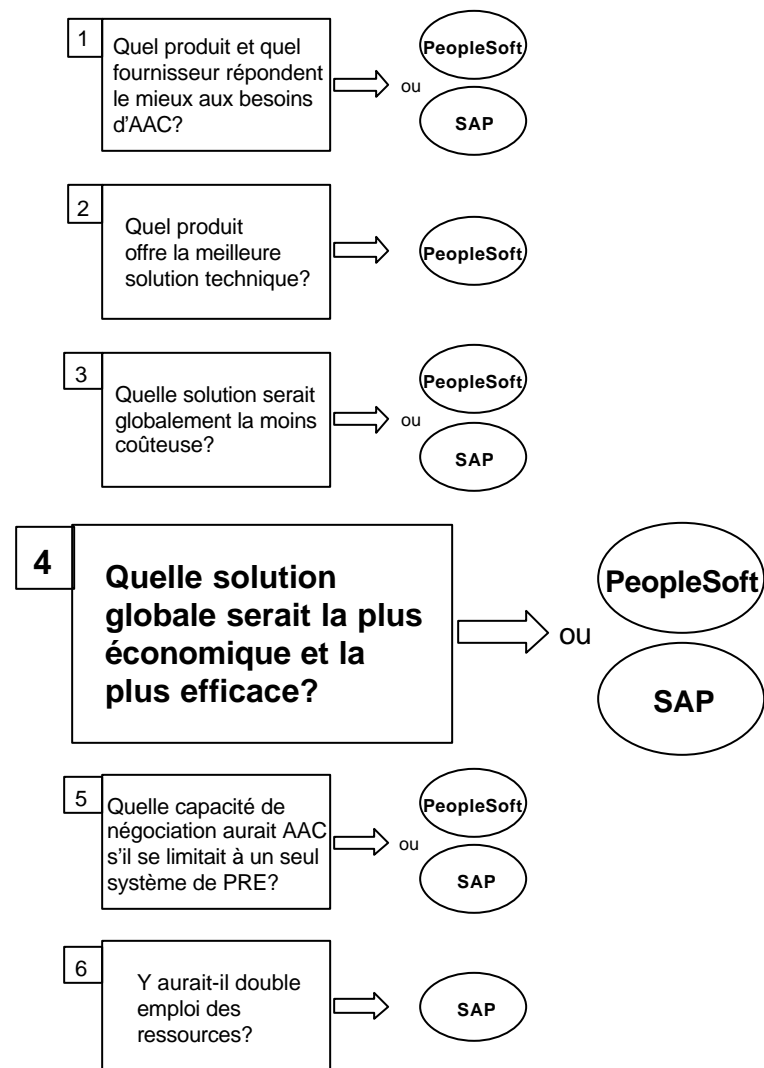 1
Quel produit et quel
fournisseur répondent
le mieux aux besoins
d'AAC?
PeopleSoft
ou
SAP
2
Quel produit
offre la meilleure
solution technique?
PeopleSoft
3
Quelle solution serait
globalement la moins
coûteuse?
PeopleSoft
ou
SAP
4
Quelle solution
globale serait la plus
économique et la
plus efficace?
PeopleSoft
ou
SAP
5
Quelle capacité de
négociation aurait AAC
s'il se limitait à un seul
système de PRE?
PeopleSoft
ou
SAP
6
Y aurait-il double
emploi des
ressources?
SAP